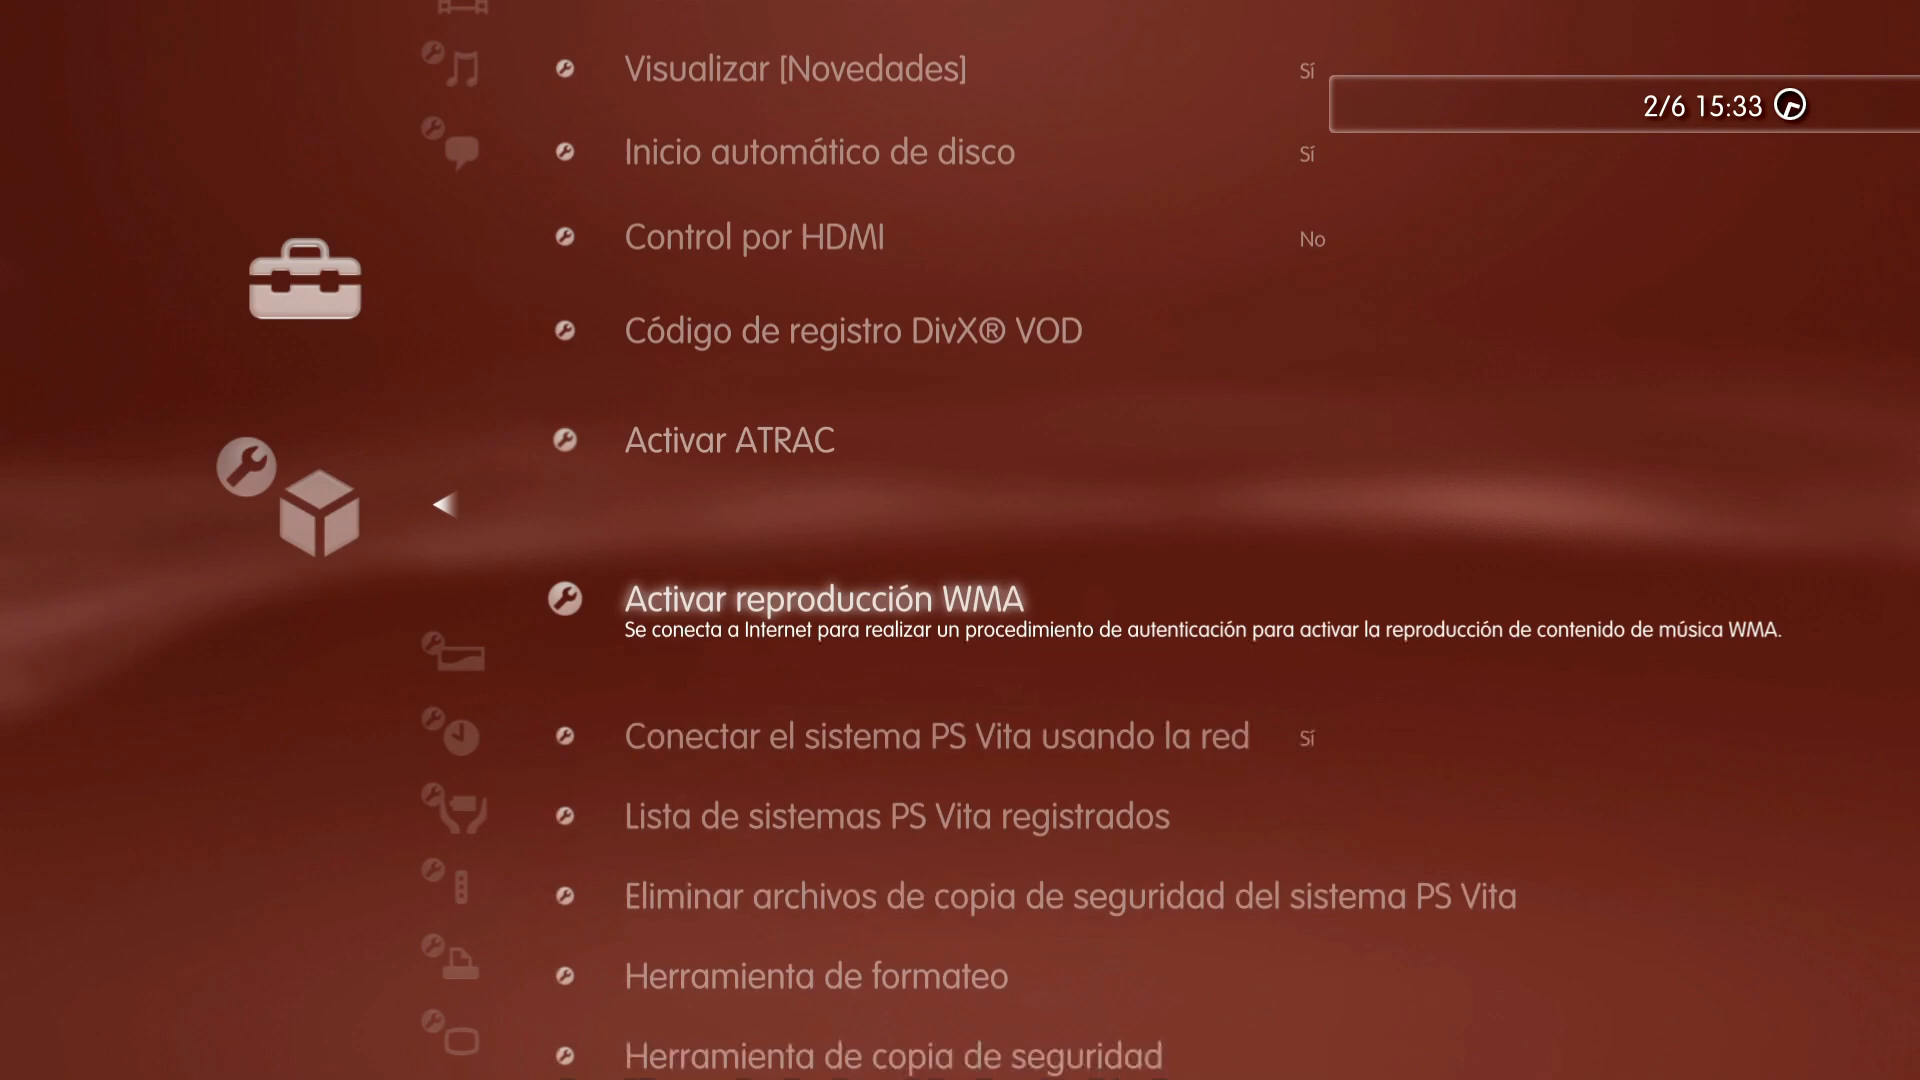 Visualizar [Novedades] Sí
2/6 15:33
Inicio automático de disco Sí
Control por HDMI No
Código de registro DivX® VOD
Activar ATRAC
Activar reproducción WMA
Se conecta a Internet para realizar un procedimiento de autenticación para activar la reproducción de contenido de música WMA.
Conectar el sistema PS Vita usando la red Sí
Lista de sistemas PS Vita registrados
Eliminar archivos de copia de seguridad del sistema PS Vita
Herramienta de formateo
Herramienta de copia de seguridad